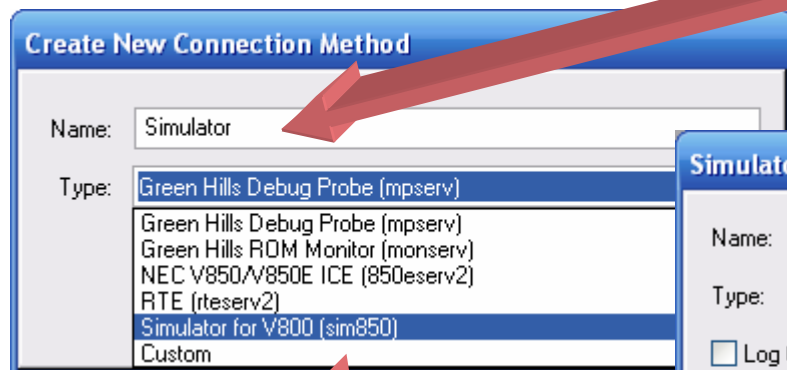 Create New Connection Method
Name: Simulator
Type: Green Hills Debug Probe (mpserv)
Green Hills Debug Probe (mpserv)
Green Hills ROM Monitor (monserv)
NEC V850/V850E ICE (850eserv2)
RTE (rteserv2)
Simulator for V800 (sim850)
Custom
Simulat
Name:
Type:
Log